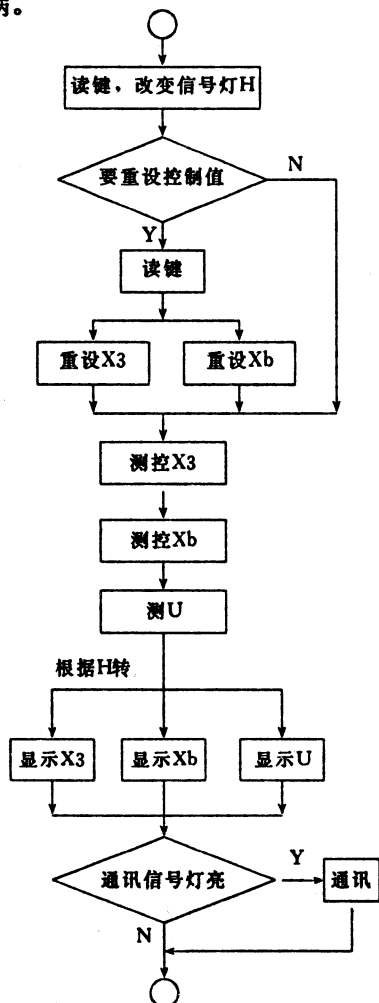 柄。
读键，改变信号灯H
要重设控制值
N
Y
读键
重设X3
重设Xb
测控X3
测控Xb
测U
根据H转
显示X3
显示Xb
显示U
通讯信号灯亮
Y
通讯
N